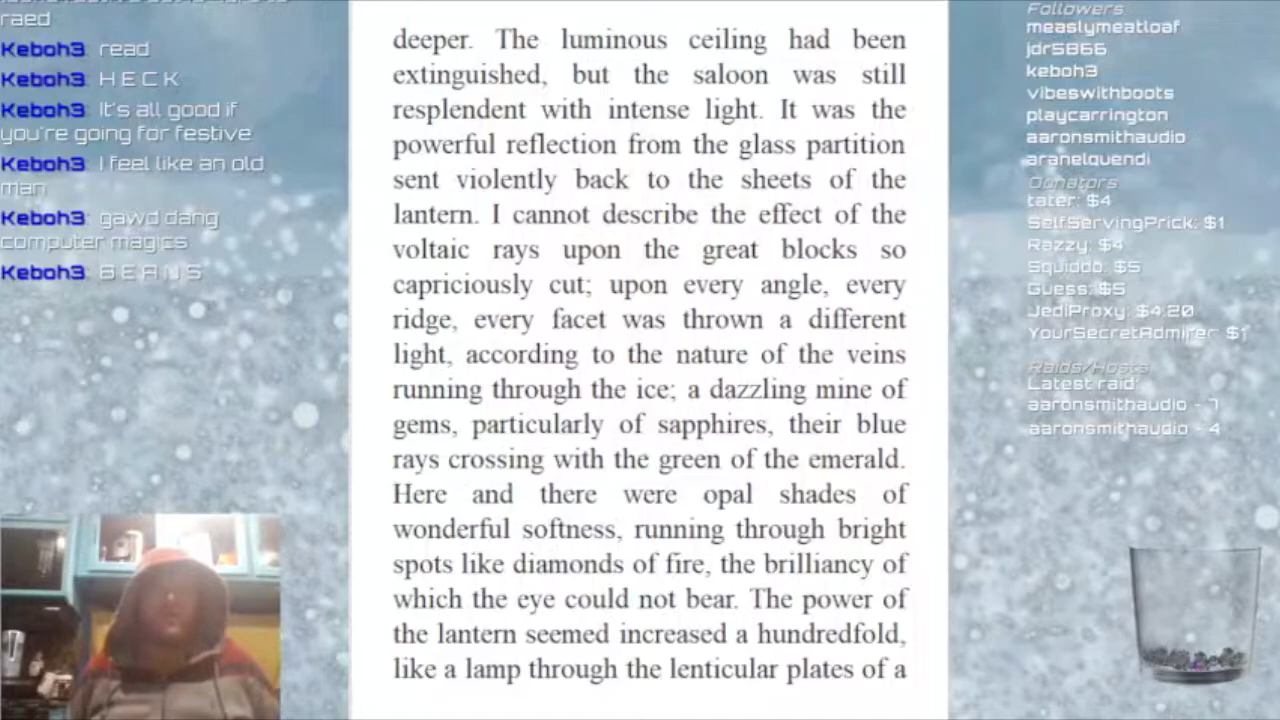 raed
Keboh3: read
Keboh3: H E C K
Keboh3: It's all good if
you're going for festive
Keboh3: I feel like an old
man
Keboh3: gawd dang
computer magics
Keboh3: B E A N S
deeper. The luminous ceiling had been
extinguished, but the saloon was still
resplendent with intense light. It was the
powerful reflection from the glass partition
sent violently back to the sheets of the
lantern. I cannot describe the effect of the
voltaic rays upon the great blocks so
capriciously cut; upon every angle, every
ridge, every facet was thrown a different
light, according to the nature of the veins
running through the ice; a dazzling mine of
gems, particularly of sapphires, their blue
rays crossing with the green of the emerald.
Here and there were opal shades of
wonderful softness, running through bright
spots like diamonds of fire, the brilliancy of
which the eye could not bear. The power of
the lantern seemed increased a hundredfold,
like a lamp through the lenticular plates of a
Followers
measlymeatloaf
jdr5866
keboh3
vibeswithboots
playcarrington
aaronsmithaudio
aranelquendi
Donators
tater: $4
SelfServingPrick: $1
Razzy: $4
Squiddo: $5
Guess: $5
JediProxy: $4.20
YourSecretAdmirer: $1
Raids/Hosts
Latest raid:
aaronsmithaudio - 7
aaronsmithaudio - 4